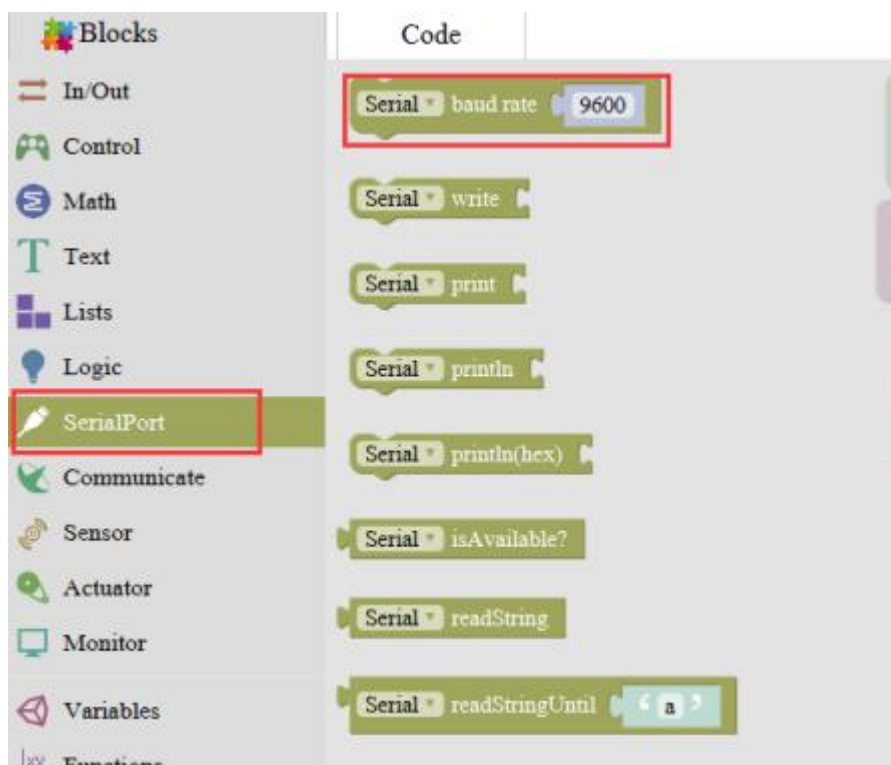 Blocks
Code
In/Out
Control
Math
Text
Lists
Logic
SerialPort
Communicate
Sensor
Actuator
Monitor
Variables
Functions
Serial baud rate 9600
Serial write
Serial print
Serial println
Serial println(hex)
Serial isAvailable?
Serial readString
Serial readStringUntil “ a ”